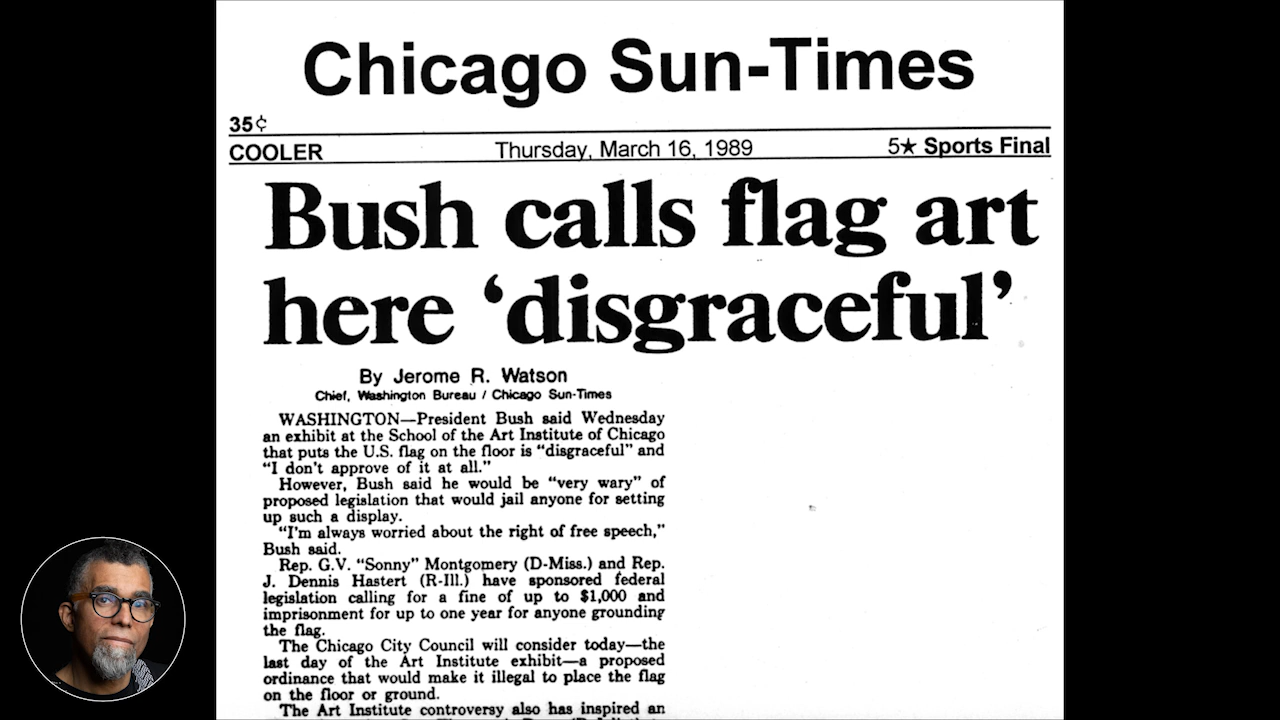 Chicago Sun-Times
35¢
COOLER Thursday, March 16, 1989 5★ Sports Final
Bush calls flag art
here ‘disgraceful’
By Jerome R. Watson
Chief, Washington Bureau / Chicago Sun-Times
WASHINGTON—President Bush said Wednesday
an exhibit at the School of the Art Institute of Chicago
that puts the U.S. flag on the floor is “disgraceful” and
“I don't approve of it at all.”
However, Bush said he would be “very wary” of
proposed legislation that would jail anyone for setting
up such a display.
“I'm always worried about the right of free speech,”
Bush said.
Rep. G.V. “Sonny” Montgomery (D-Miss.) and Rep.
J. Dennis Hastert (R-Ill.) have sponsored federal
legislation calling for a fine of up to $1,000 and
imprisonment for up to one year for anyone grounding
the flag.
The Chicago City Council will consider today—the
last day of the Art Institute exhibit—a proposed
ordinance that would make it illegal to place the flag
on the floor or ground.
The Art Institute controversy also has inspired an